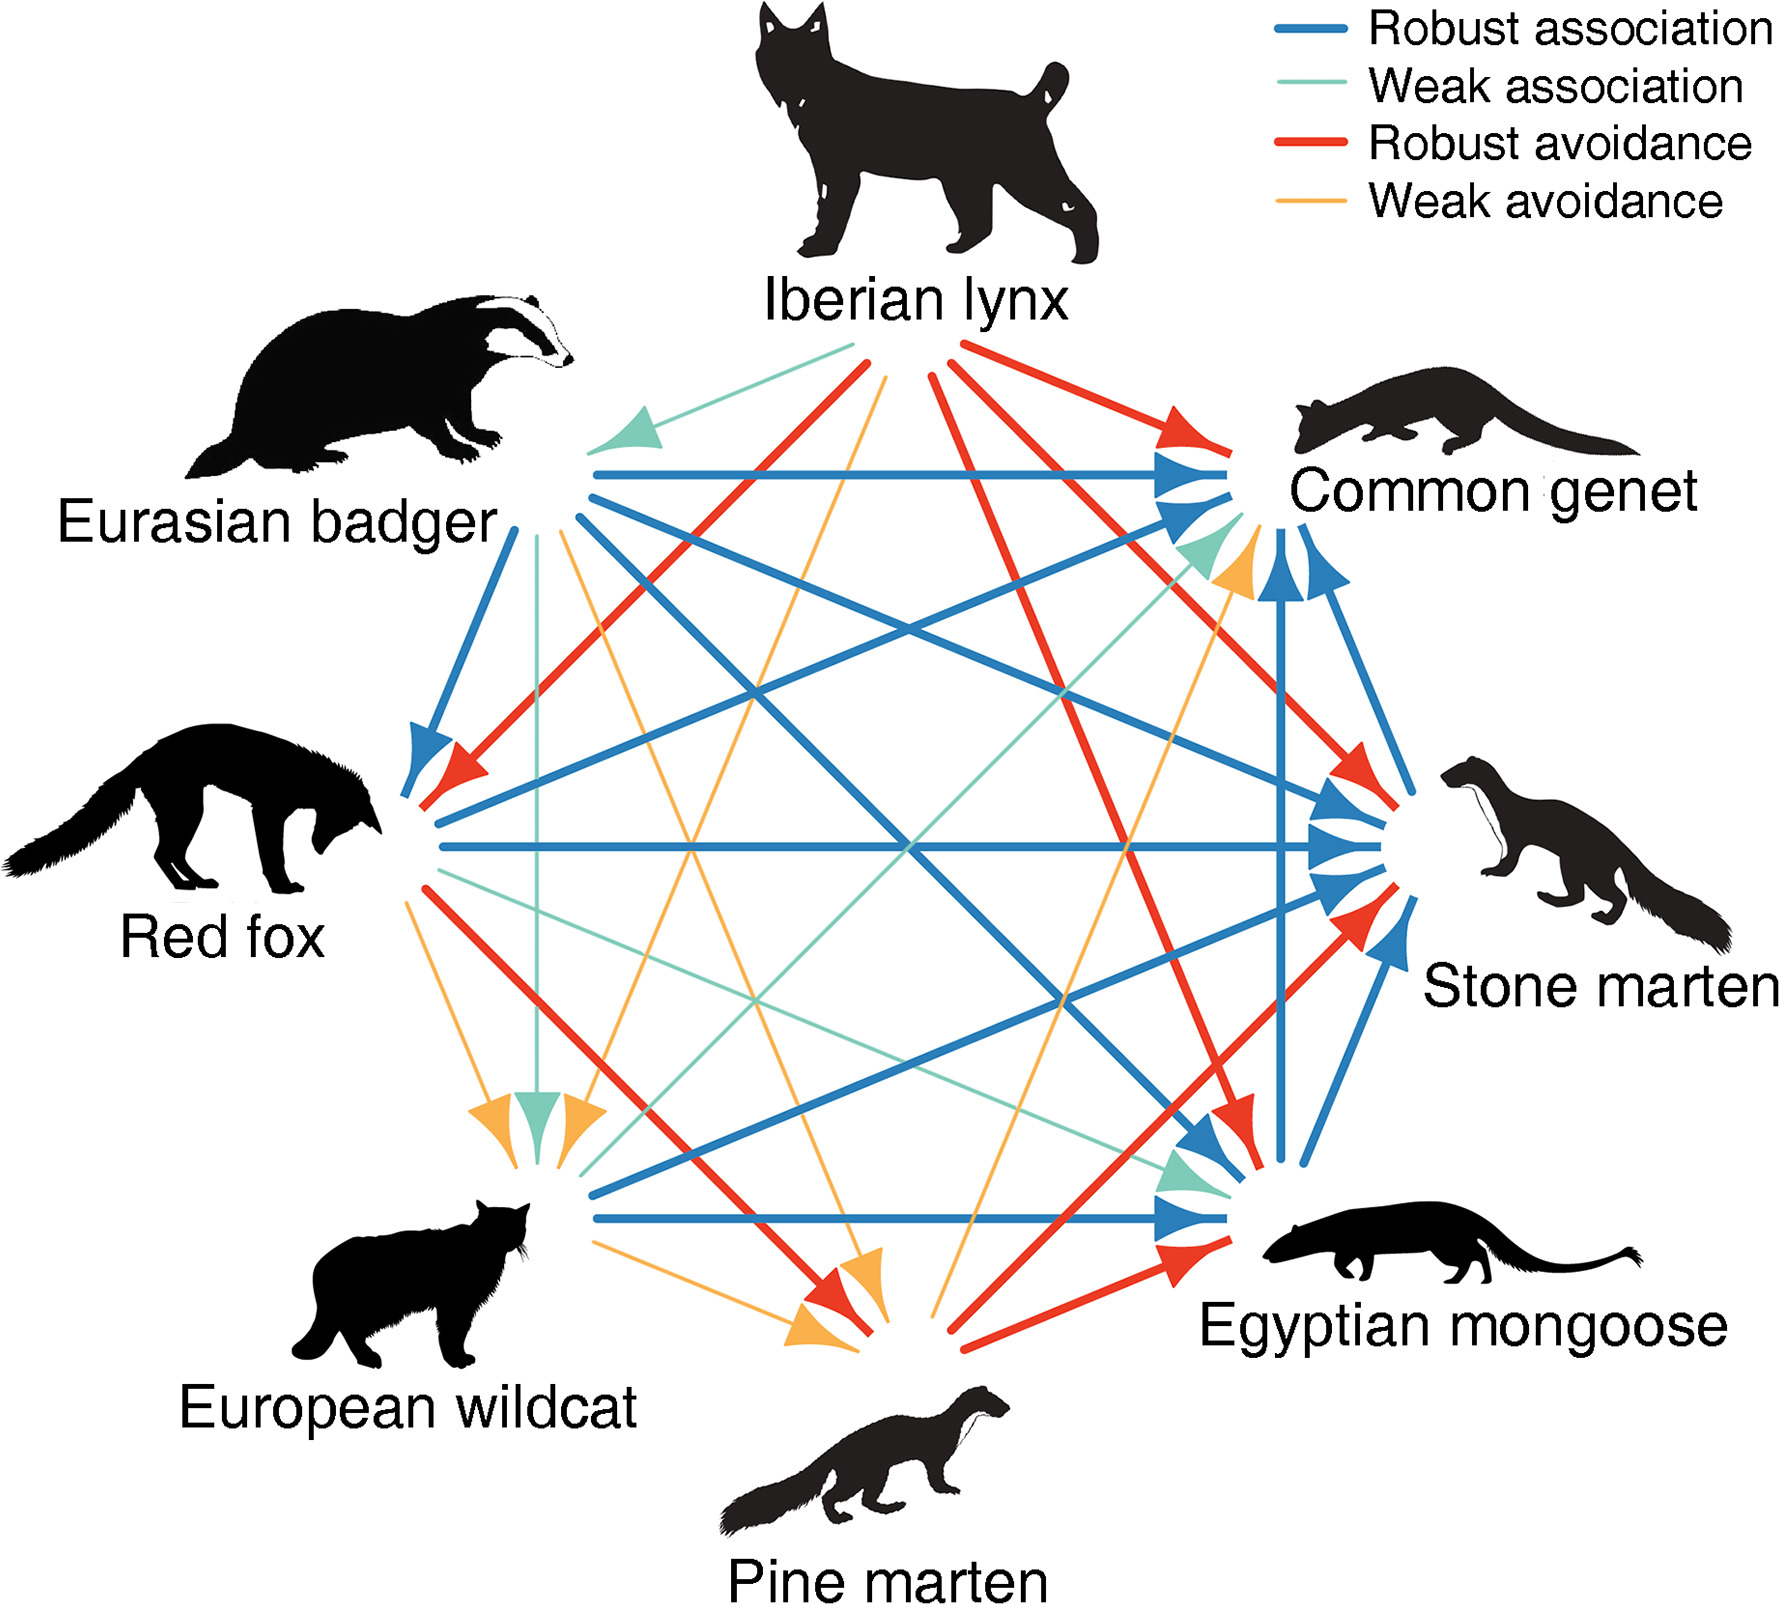 Robust association
Weak association
Robust avoidance
Weak avoidance
Iberian lynx
Eurasian badger
Common genet
Red fox
Stone marten
European wildcat
Egyptian mongoose
Pine marten